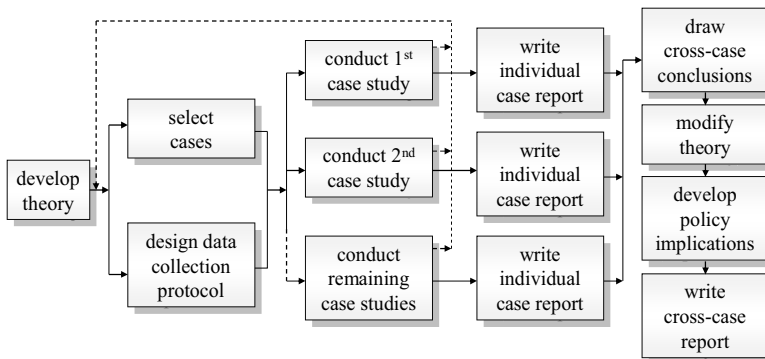 develop
theory
select
cases
design data
collection
protocol
conduct 1st
case study
conduct 2nd
case study
conduct
remaining
case studies
write
individual
case report
write
individual
case report
write
individual
case report
draw
cross-case
conclusions
modify
theory
develop
policy
implications
write
cross-case
report